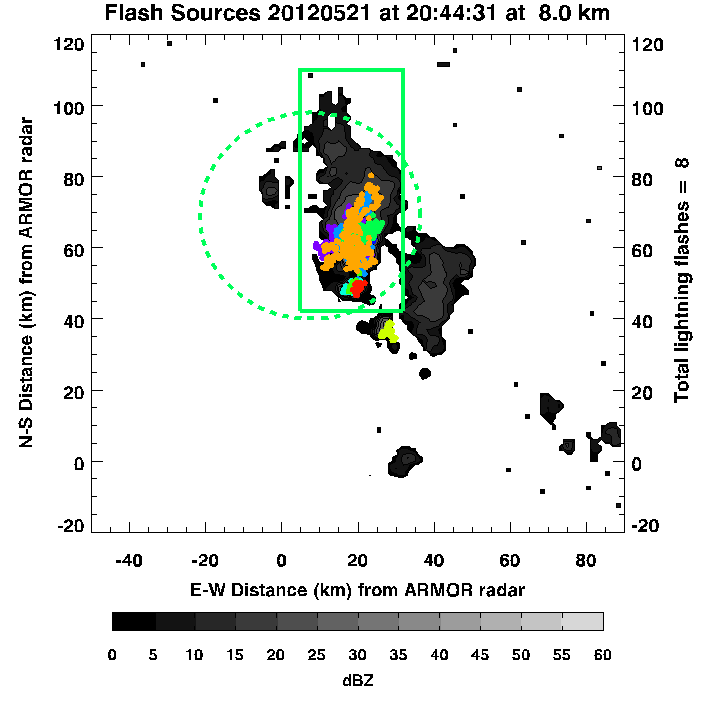 Flash Sources 20120521 at 20:44:31 at  8.0 km
120 120
100 100
80 80
60 60
40 40
20 20
0 0
-20 -20
N-S Distance (km) from ARMOR radar
Total lightning flashes =  8
-40 -20 0 20 40 60 80
E-W Distance (km) from ARMOR radar
0 5 10 15 20 25 30 35 40 45 50 55 60
dBZ